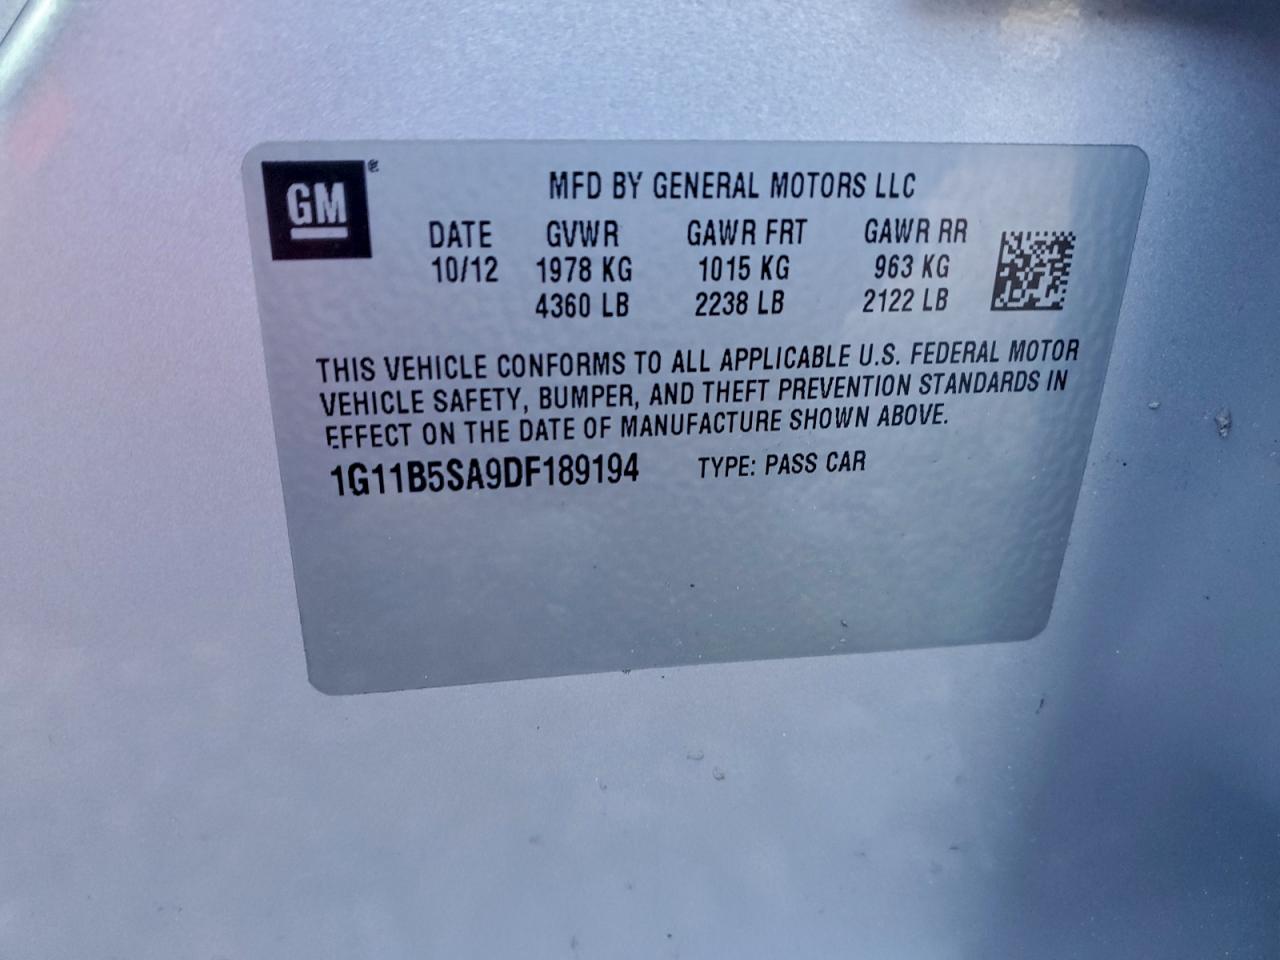 GM ®
MFD BY GENERAL MOTORS LLC
DATE GVWR GAWR FRT GAWR RR
10/12 1978 KG 1015 KG 963 KG
4360 LB 2238 LB 2122 LB
THIS VEHICLE CONFORMS TO ALL APPLICABLE U.S. FEDERAL MOTOR
VEHICLE SAFETY, BUMPER, AND THEFT PREVENTION STANDARDS IN
EFFECT ON THE DATE OF MANUFACTURE SHOWN ABOVE.
1G11B5SA9DF189194 TYPE: PASS CAR